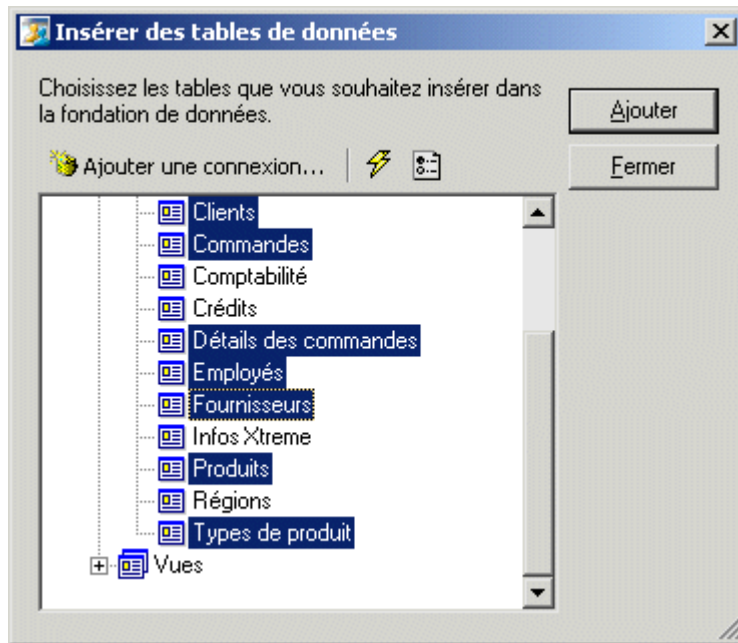 Insérer des tables de données
Choisissez les tables que vous souhaitez insérer dans
la fondation de données.
Ajouter
Ajouter une connexion...
Fermer
Clients
Commandes
Comptabilité
Crédits
Détails des commandes
Employés
Fournisseurs
Infos Xtreme
Produits
Régions
Types de produit
Vues